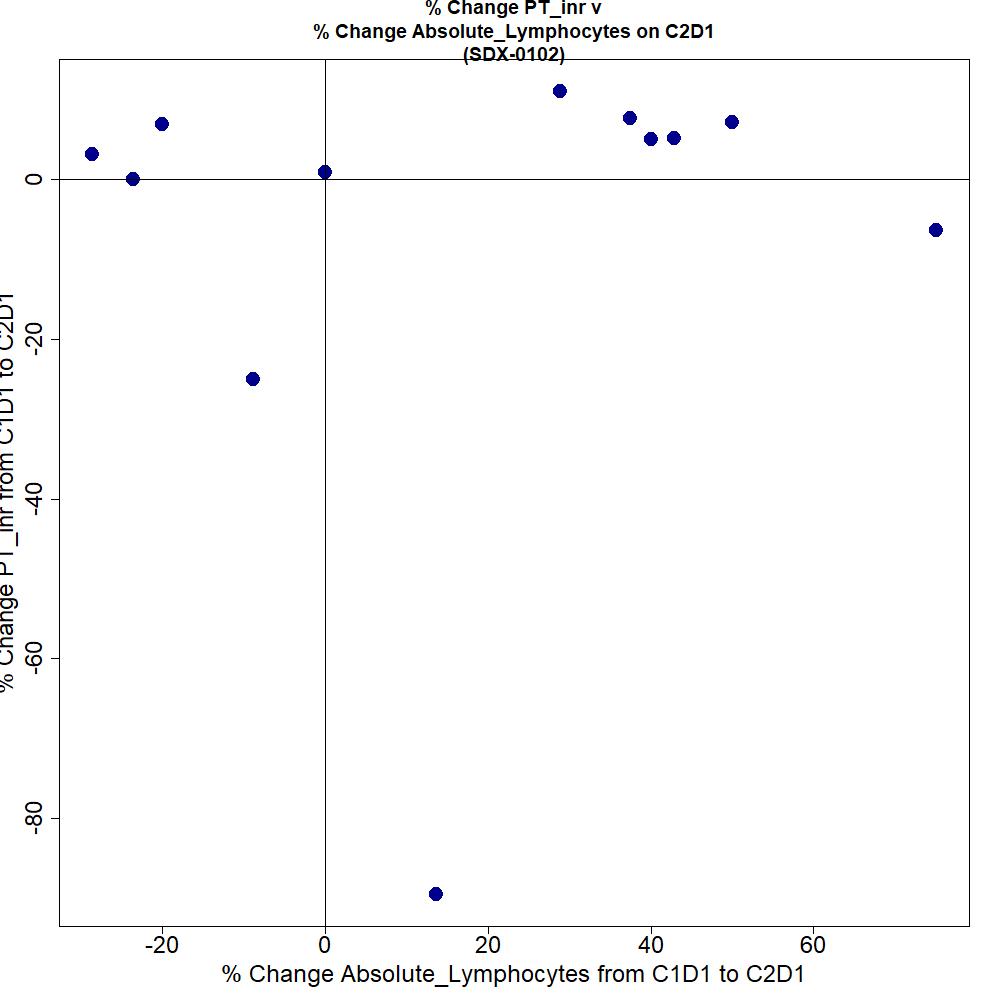 % Change PT_inr v
% Change Absolute_Lymphocytes on C2D1
(SDX-0102)
% Change PT_inr from C1D1 to C2D1
0
-20
-40
-60
-80
-20
0
20
40
60
% Change Absolute_Lymphocytes from C1D1 to C2D1